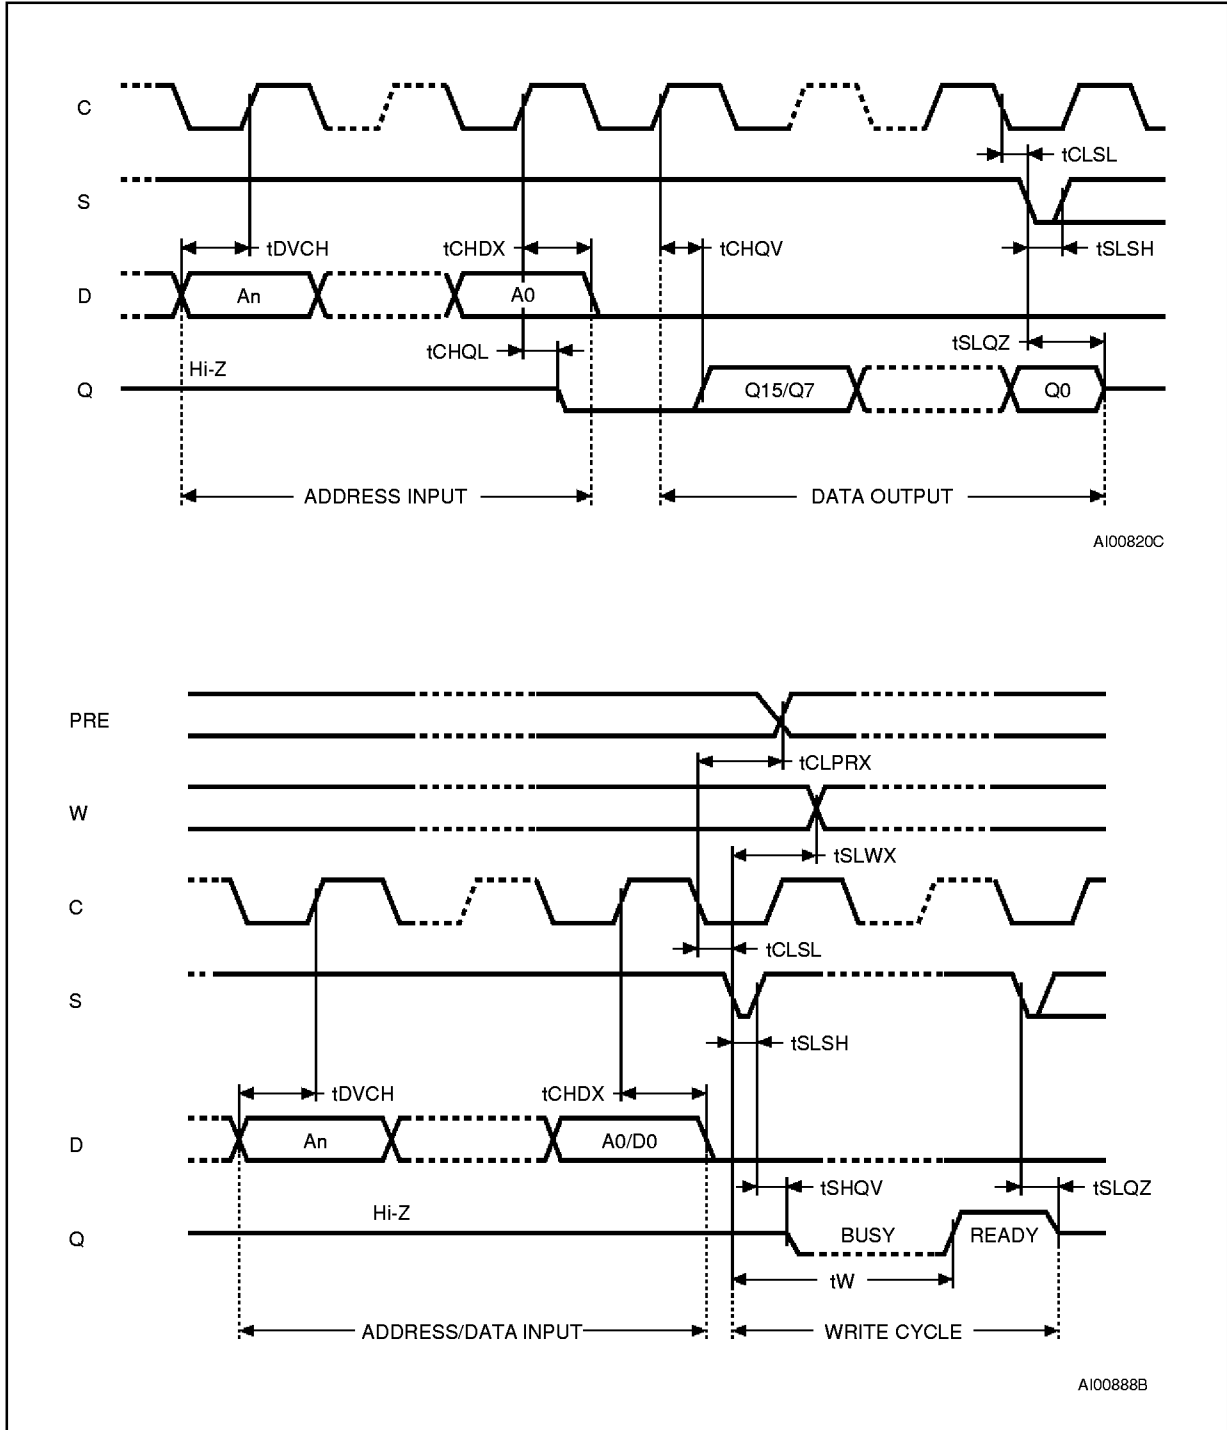 C
tCLSL
S
tDVCH
tCHDX
tCHQV
tSLSH
D
An
A0
tCHQL
tSLQZ
Hi-Z
Q
Q15/Q7
Q0
ADDRESS INPUT
DATA OUTPUT
AI00820C
PRE
tCLPRX
W
tSLWX
C
tCLSL
S
tSLSH
tDVCH
tCHDX
D
An
A0/D0
tSHQV
tSLQZ
Hi-Z
Q
BUSY
READY
tW
ADDRESS/DATA INPUT
WRITE CYCLE
AI00888B